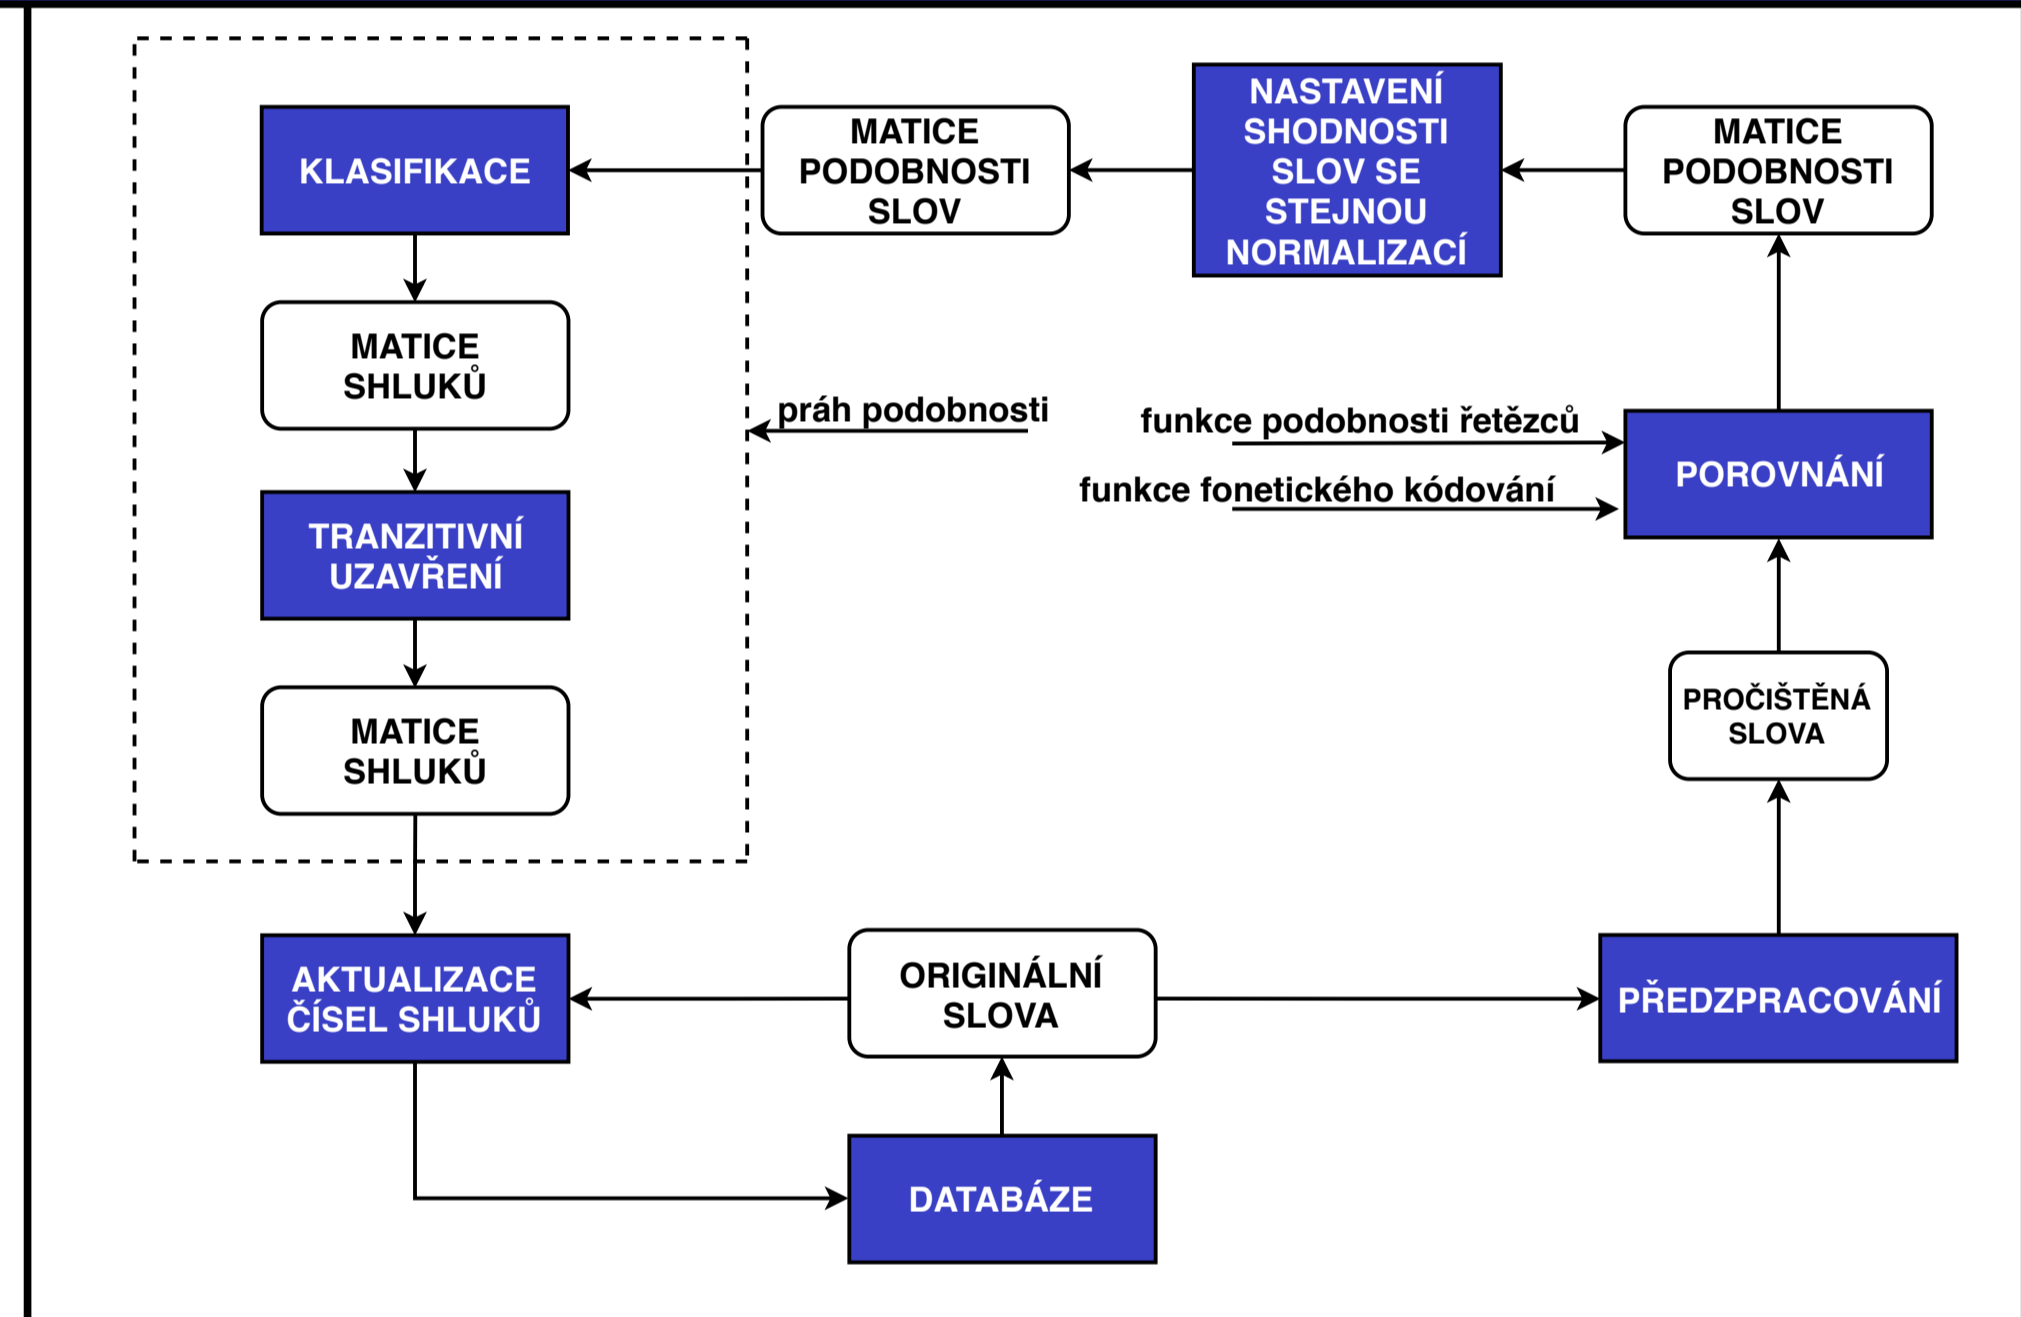 KLASIFIKACE
MATICE
PODOBNOSTI
SLOV
NASTAVENÍ
SHODNOSTI
SLOV SE
STEJNOU
NORMALIZACÍ
MATICE
PODOBNOSTI
SLOV
MATICE
SHLUKŮ
práh podobnosti
funkce podobnosti řetězců
funkce fonetického kódování
POROVNÁNÍ
TRANZITIVNÍ
UZAVŘENÍ
MATICE
SHLUKŮ
PROČIŠTĚNÁ
SLOVA
AKTUALIZACE
ČÍSEL SHLUKŮ
ORIGINÁLNÍ
SLOVA
PŘEDZPRACOVÁNÍ
DATABÁZE